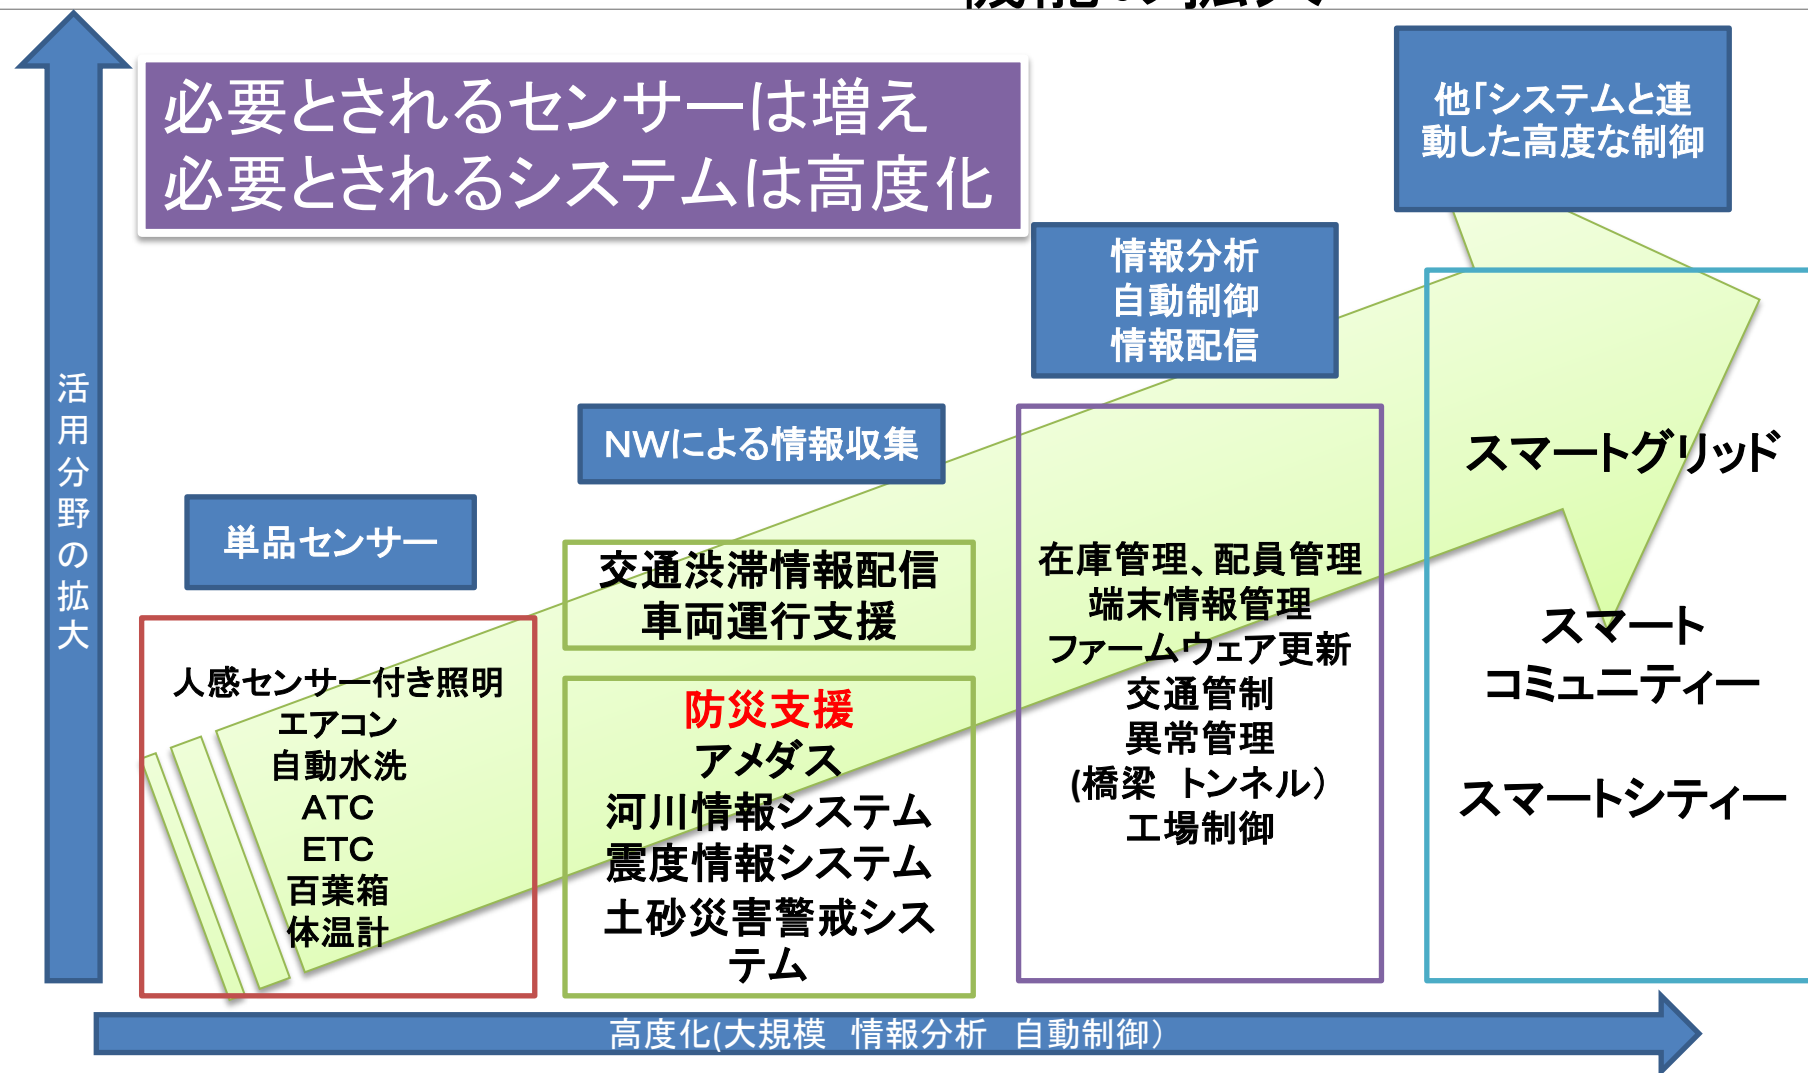 機能の拡大
必要とされるセンサーは増え
必要とされるシステムは高度化
他「システムと連
動した高度な制御
情報分析
自動制御
情報配信
NWによる情報収集
単品センサー
活用分野の拡大
人感センサー付き照明
エアコン
自動水洗
ATC
ETC
百葉箱
体温計
交通渋滞情報配信
車両運行支援
防災支援
アメダス
河川情報システム
震度情報システム
土砂災害警戒シス
テム
在庫管理、配員管理
端末情報管理
ファームウェア更新
交通管制
異常管理
(橋梁　トンネル）
工場制御
スマートグリッド
スマート
コミュニティー
スマートシティー
高度化(大規模　情報分析　自動制御）